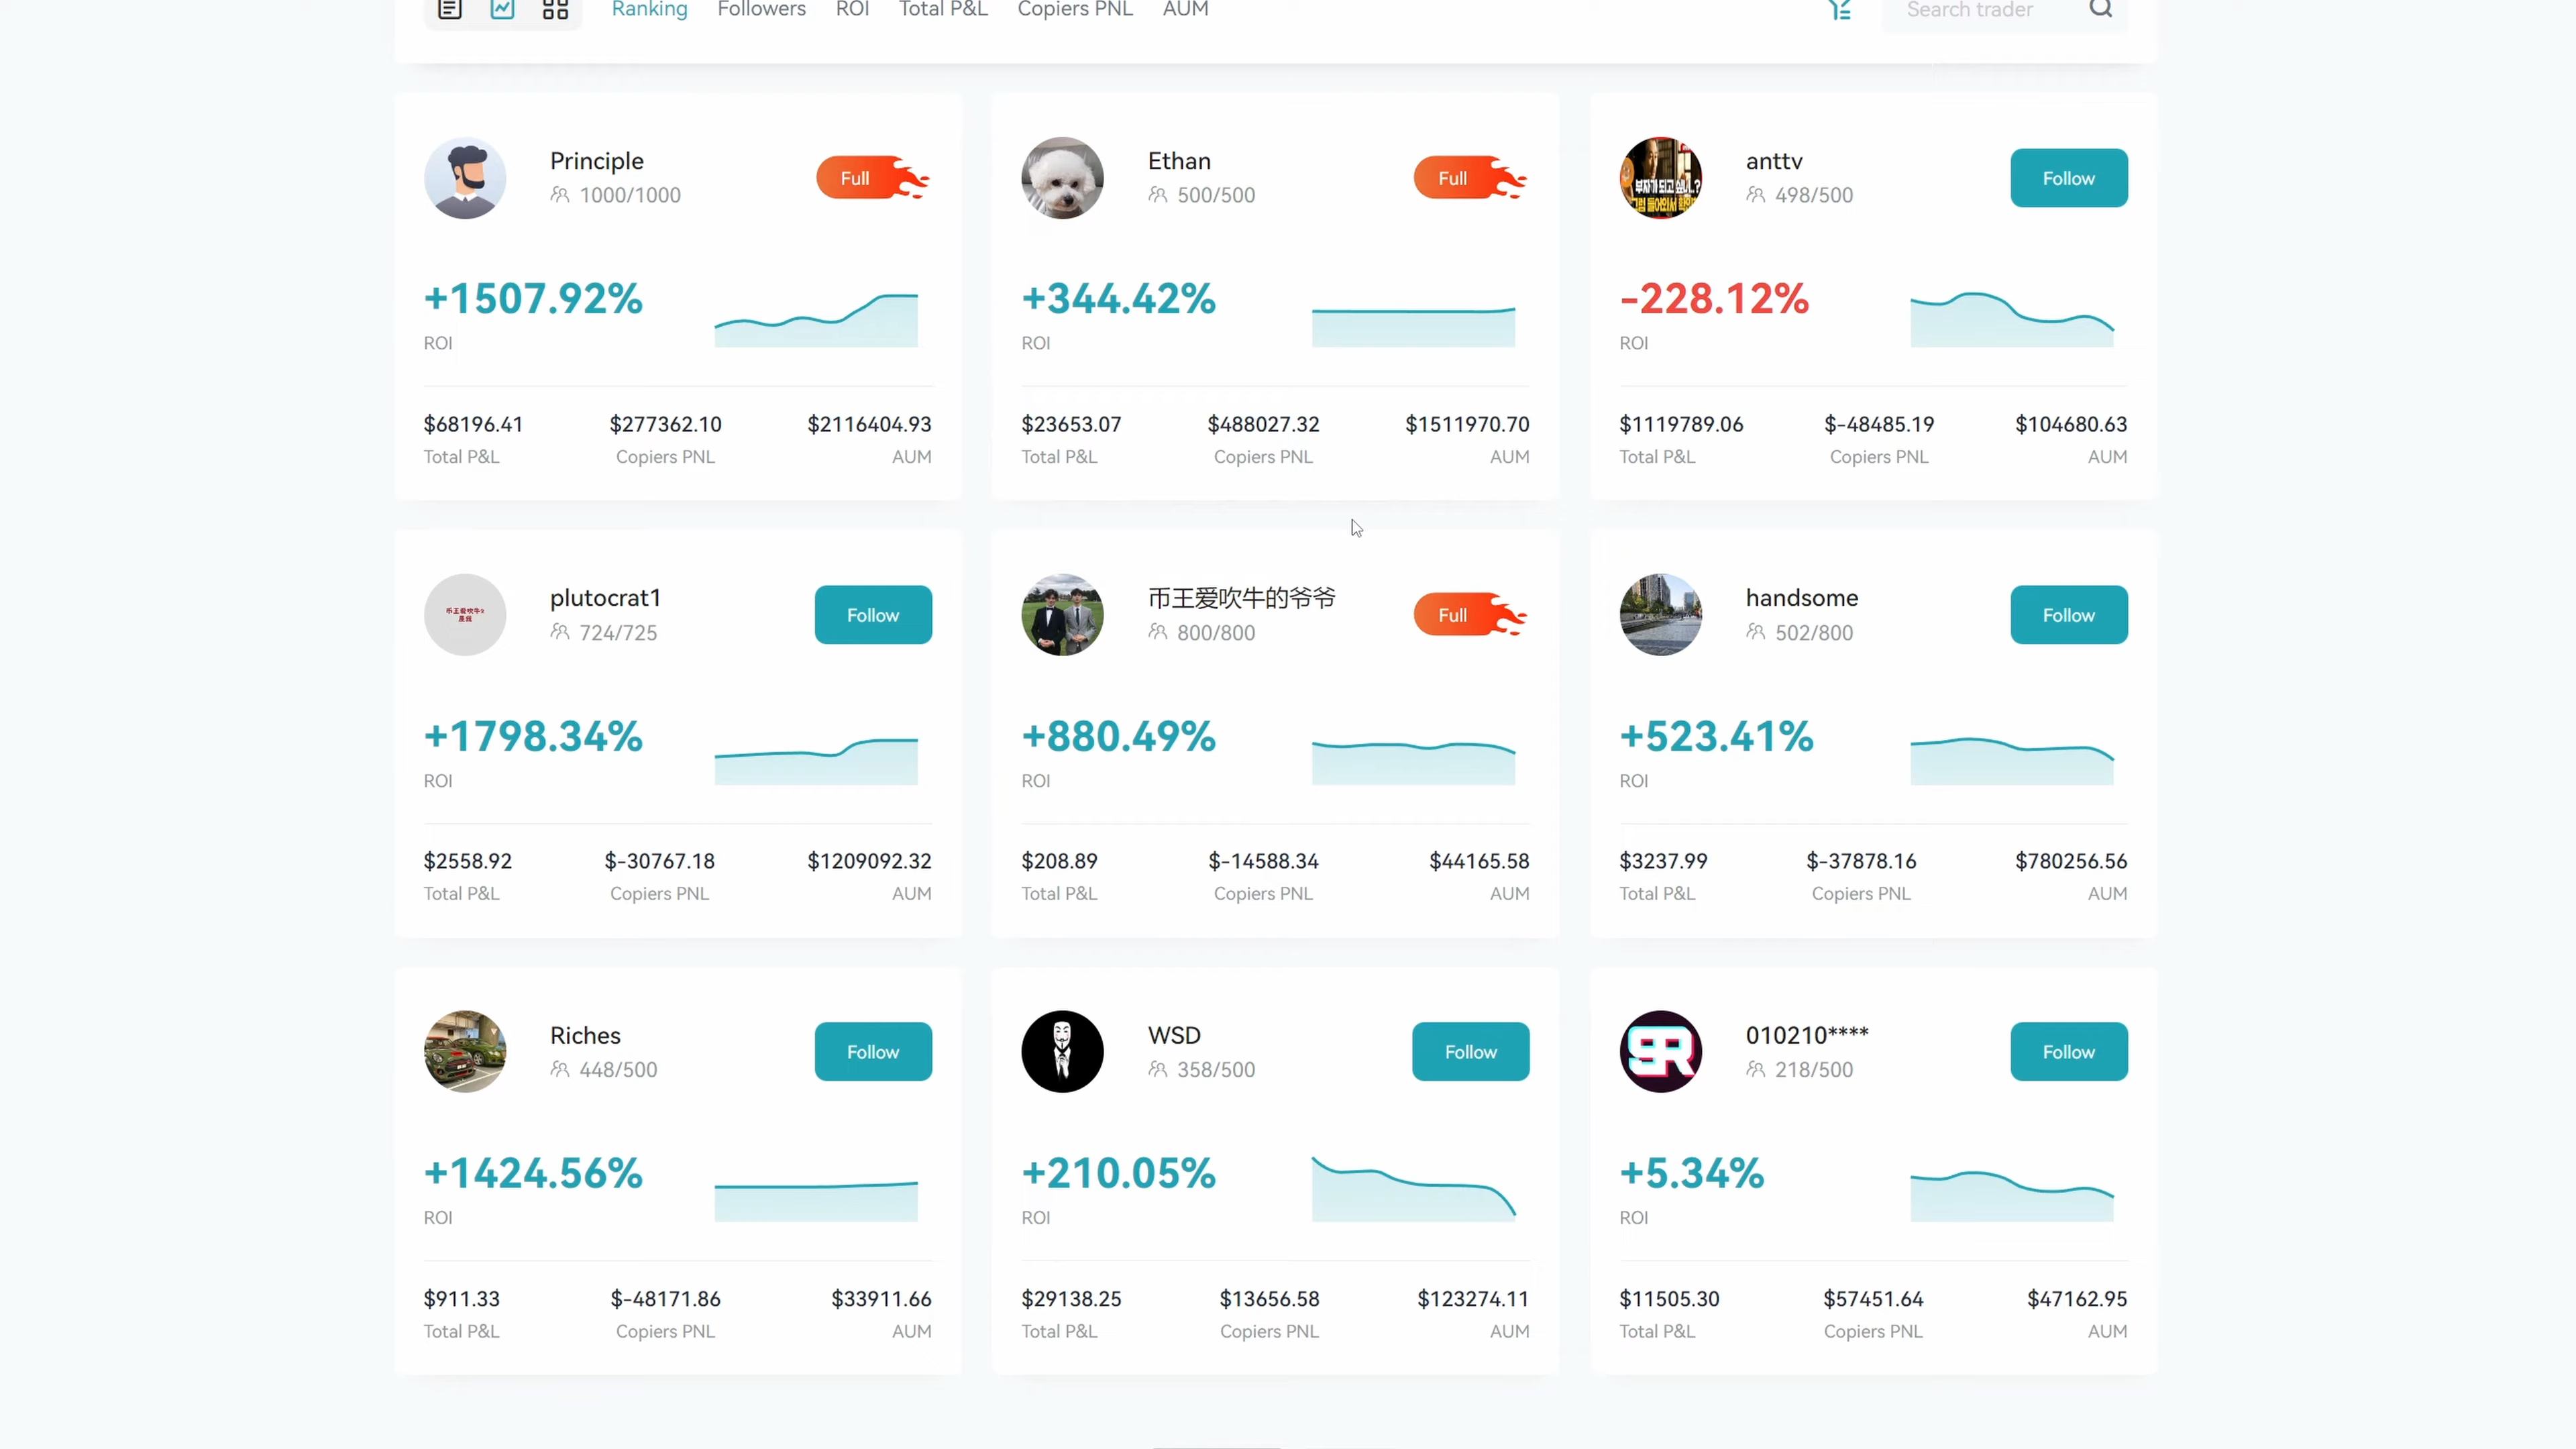 Ranking Followers ROI Total P&L Copiers PNL AUM Search trader
Principle
1000/1000
Full
+1507.92%
ROI
$68196.41 $277362.10 $2116404.93
Total P&L Copiers PNL AUM
Ethan
500/500
Full
+344.42%
ROI
$23653.07 $488027.32 $1511970.70
Total P&L Copiers PNL AUM
anttv
498/500
Follow
-228.12%
ROI
$1119789.06 $-48485.19 $104680.63
Total P&L Copiers PNL AUM
plutocrat1
724/725
Follow
+1798.34%
ROI
$2558.92 $-30767.18 $1209092.32
Total P&L Copiers PNL AUM
币王爱吹牛的爷爷
800/800
Full
+880.49%
ROI
$208.89 $-14588.34 $44165.58
Total P&L Copiers PNL AUM
handsome
502/800
Follow
+523.41%
ROI
$3237.99 $-37878.16 $780256.56
Total P&L Copiers PNL AUM
Riches
448/500
Follow
+1424.56%
ROI
$911.33 $-48171.86 $33911.66
Total P&L Copiers PNL AUM
WSD
358/500
Follow
+210.05%
ROI
$29138.25 $13656.58 $123274.11
Total P&L Copiers PNL AUM
010210****
218/500
Follow
+5.34%
ROI
$11505.30 $57451.64 $47162.95
Total P&L Copiers PNL AUM